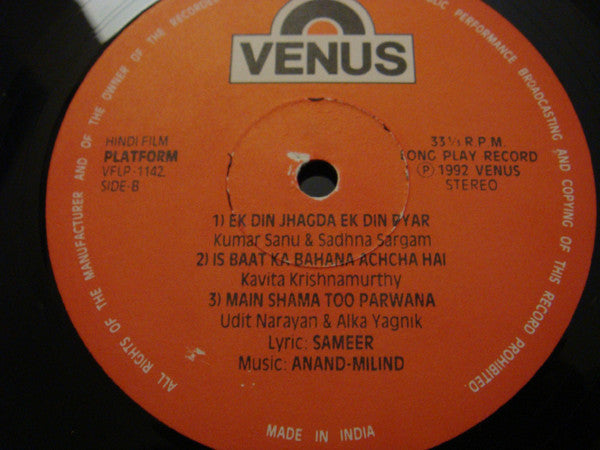 VENUS
HINDI FILM
PLATFORM
VFLP-1142
SIDE-B
33 1/3 R.P.M.
LONG PLAY RECORD
Ⓟ 1992 VENUS
STEREO
1) EK DIN JHAGDA EK DIN PYAR
Kumar Sanu & Sadhna Sargam
2) IS BAAT KA BAHANA ACHCHA HAI
Kavita Krishnamurthy
3) MAIN SHAMA TOO PARWANA
Udit Narayan & Alka Yagnik
Lyric: SAMEER
Music: ANAND-MILIND
ALL RIGHTS OF THE MANUFACTURER AND OF THE OWNER OF THE RECORDED
PUBLIC PERFORMANCE BROADCASTING AND COPYING OF THIS RECORD PROHIBITED
MADE IN INDIA